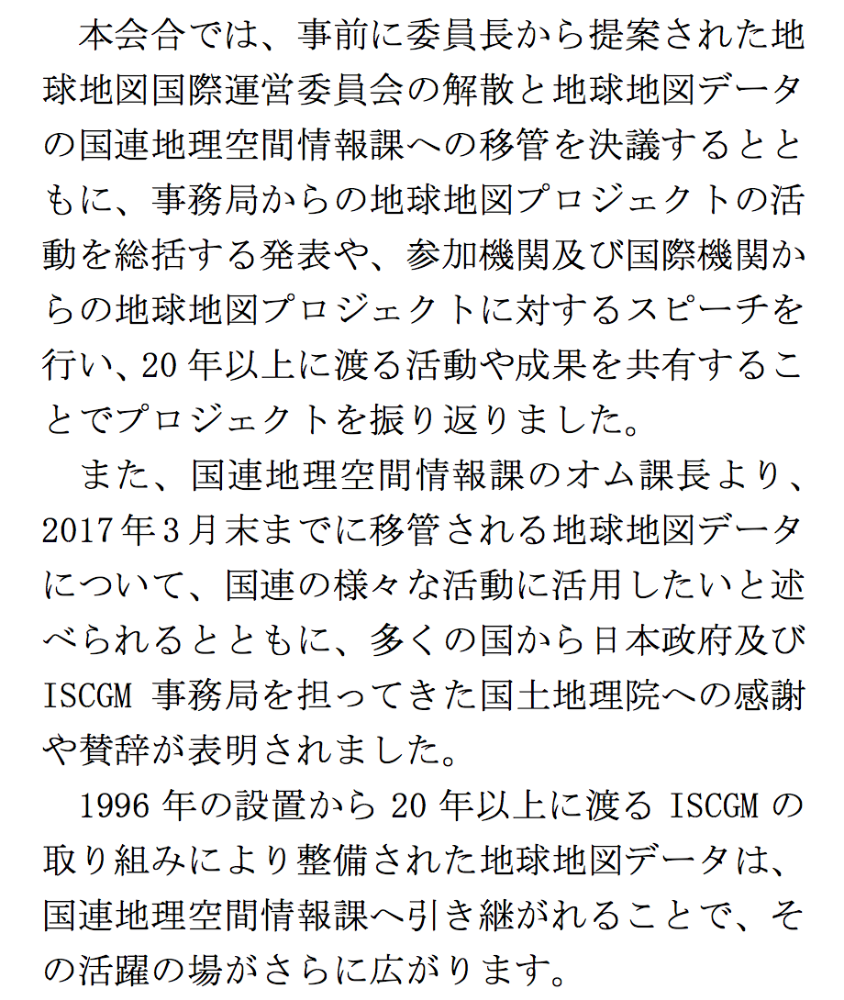 本会合では、事前に委員長から提案された地
球地図国際運営委員会の解散と地球地図データ
の国連地理空間情報課への移管を決議するとと
もに、事務局からの地球地図プロジェクトの活
動を総括する発表や、参加機関及び国際機関か
らの地球地図プロジェクトに対するスピーチを
行い、20 年以上に渡る活動や成果を共有するこ
とでプロジェクトを振り返りました。
また、国連地理空間情報課のオム課長より、
2017 年 3 月末までに移管される地球地図データ
について、国連の様々な活動に活用したいと述
べられるとともに、多くの国から日本政府及び
ISCGM 事務局を担ってきた国土地理院への感謝
や賛辞が表明されました。
1996 年の設置から 20 年以上に渡る ISCGM の
取り組みにより整備された地球地図データは、
国連地理空間情報課へ引き継がれることで、そ
の活躍の場がさらに広がります。